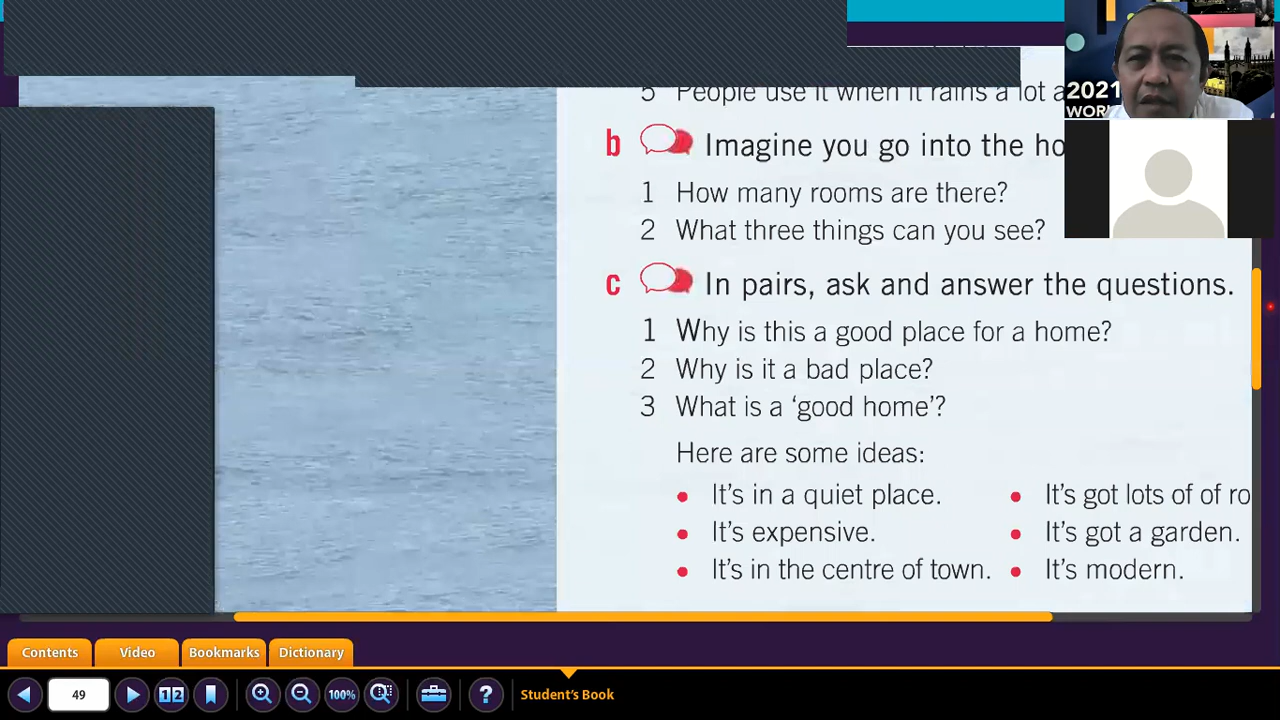 2021
WOR
5 People use it when it rains a lot a
b Imagine you go into the ho
1 How many rooms are there?
2 What three things can you see?
c In pairs, ask and answer the questions.
1 Why is this a good place for a home?
2 Why is it a bad place?
3 What is a ‘good home’?
Here are some ideas:
• It’s in a quiet place.
• It’s expensive.
• It’s in the centre of town.
• It’s got lots of of ro
• It’s got a garden.
• It’s modern.
Contents Video Bookmarks Dictionary
49 12 100% ? Student’s Book